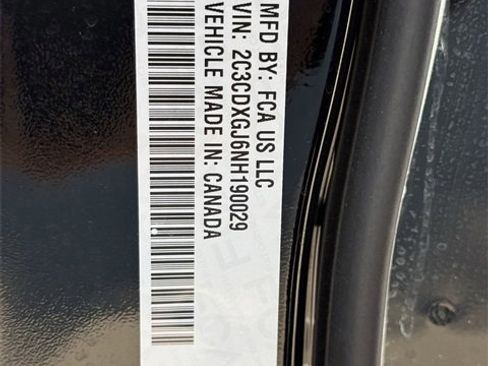 MFD BY: FCA US LLC
VIN: 2C3CDXGJ6NH190029
VEHICLE MADE IN: CANADA